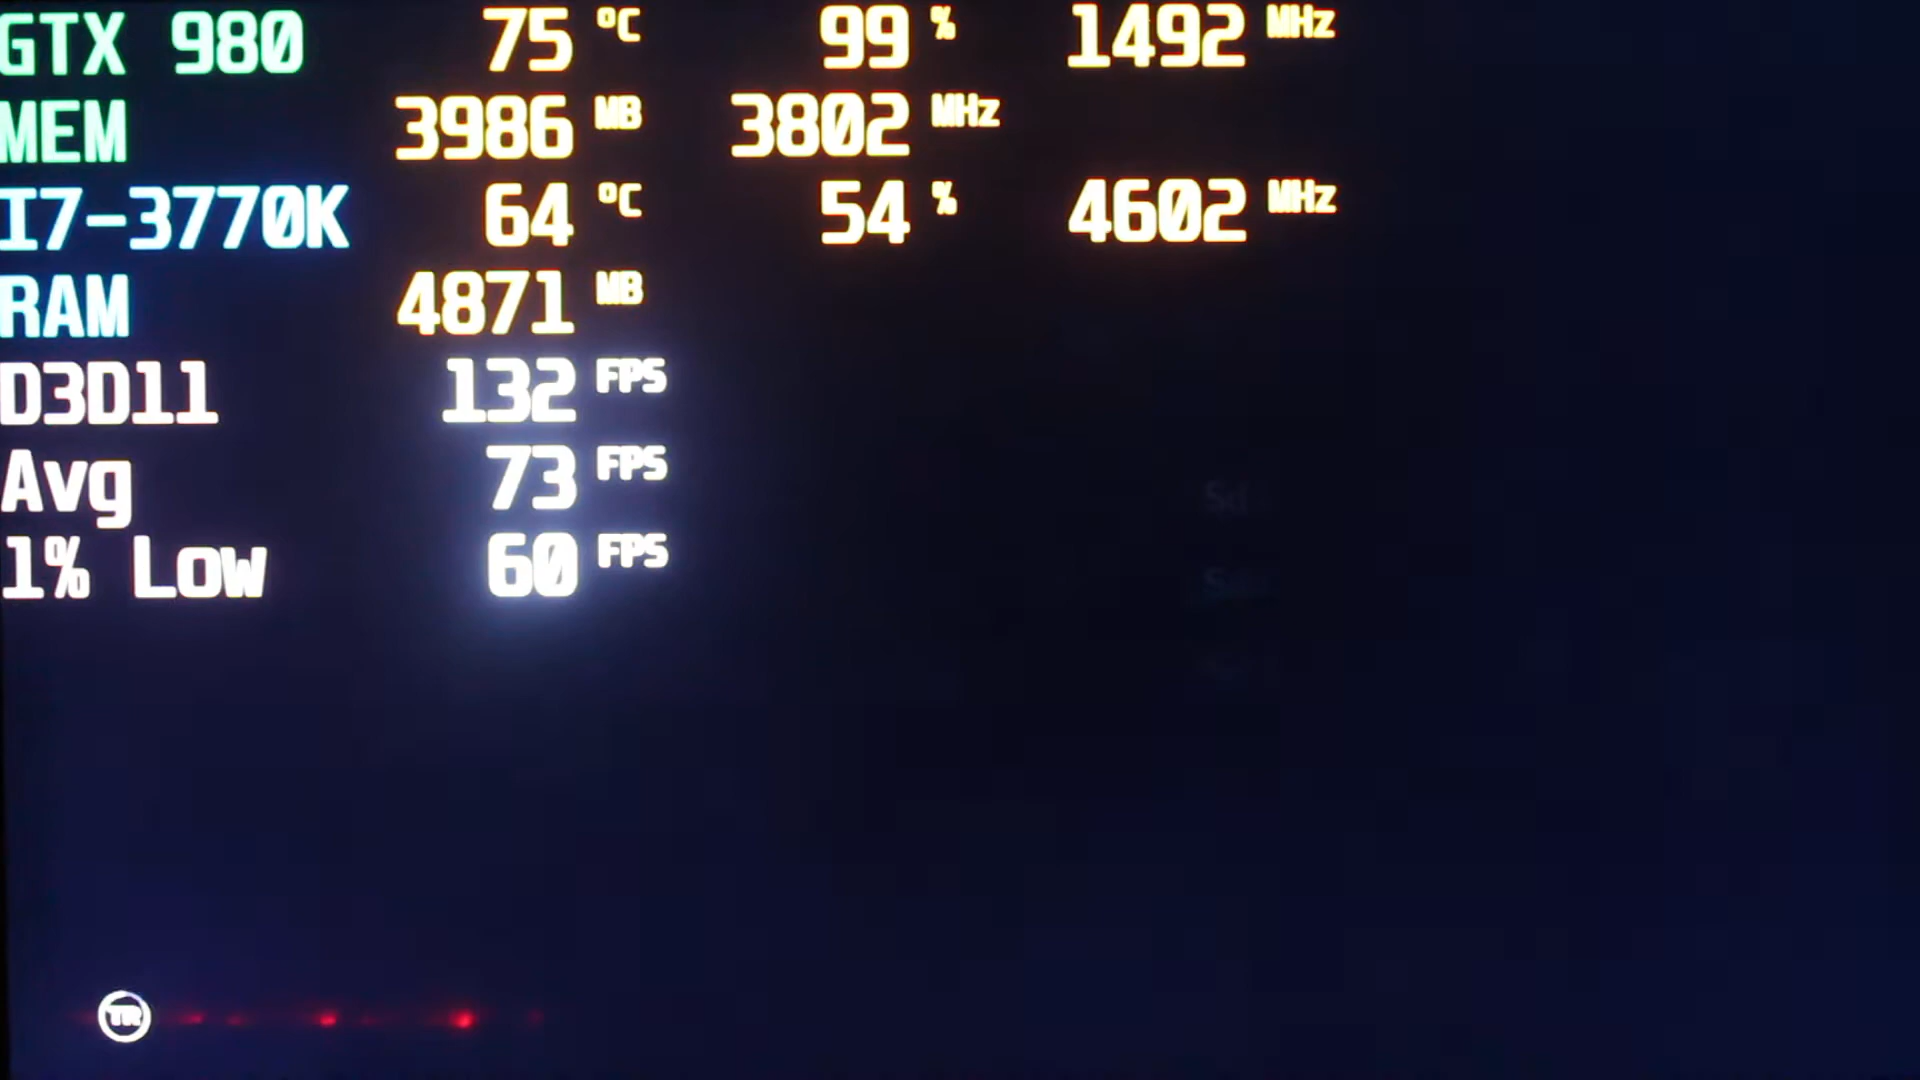 GTX 980 75 °C 99 % 1492 MHz
MEM 3986 MB 3802 MHz
I7-3770K 64 °C 54 % 4602 MHz
RAM 4871 MB
D3D11 132 FPS
Avg 73 FPS
1% Low 60 FPS
TR